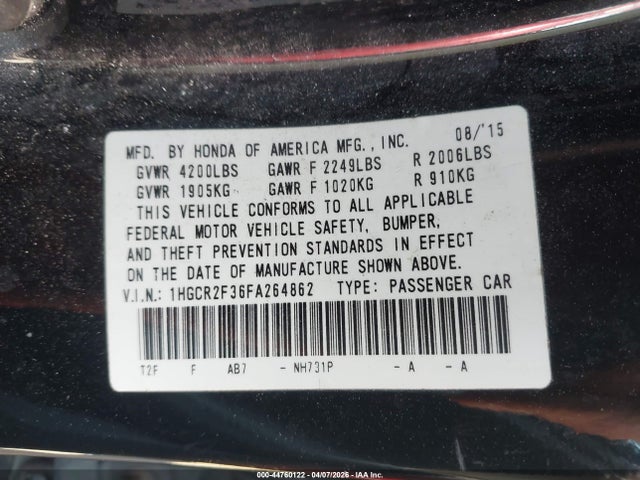 MFD. BY HONDA OF AMERICA MFG., INC. 08/'15
GVWR 4200LBS GAWR F 2249LBS R 2006LBS
GVWR 1905KG GAWR F 1020KG R 910KG
THIS VEHICLE CONFORMS TO ALL APPLICABLE
FEDERAL MOTOR VEHICLE SAFETY, BUMPER,
AND THEFT PREVENTION STANDARDS IN EFFECT
ON THE DATE OF MANUFACTURE SHOWN ABOVE.
V.I.N.: 1HGCR2F36FA264862 TYPE: PASSENGER CAR
T2F F AB7 - NH731P - A - A
000-44760122 - 04/07/2026 - IAA Inc.